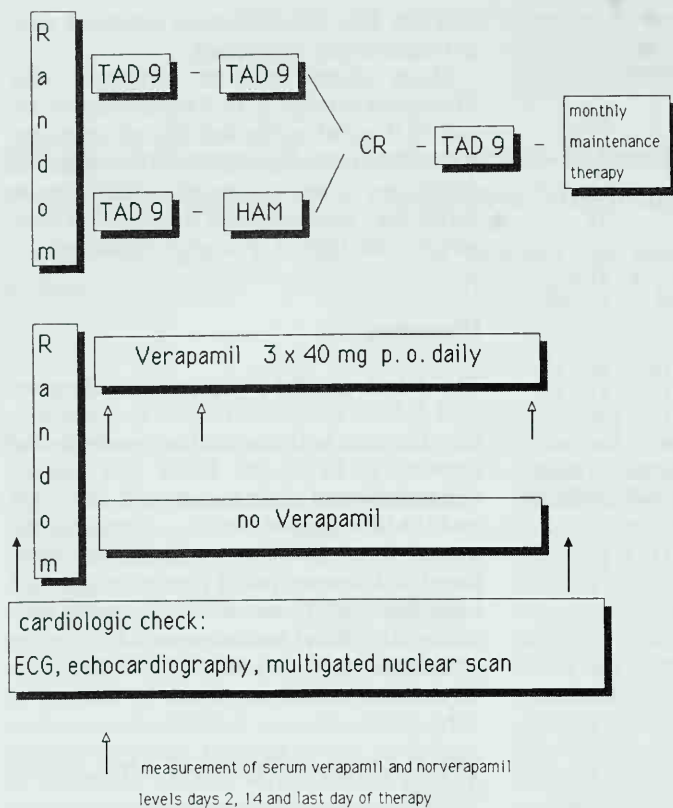 Random
TAD 9 - TAD 9
CR - TAD 9 -
monthly
maintenance
therapy
TAD 9 - HAM
Random
Verapamil 3 x 40 mg p. o. daily
no Verapamil
cardiologic check:
ECG, echocardiography, multigated nuclear scan
measurement of serum verapamil and norverapamil
levels days 2, 14 and last day of therapy